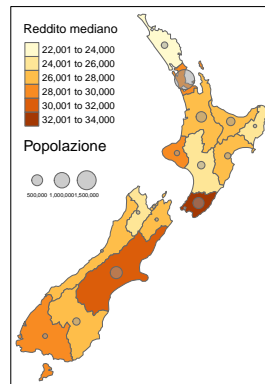 Reddito mediano
22,001 to 24,000
24,001 to 26,000
26,001 to 28,000
28,001 to 30,000
30,001 to 32,000
32,001 to 34,000
Popolazione
500,000 1,000,000 1,500,000